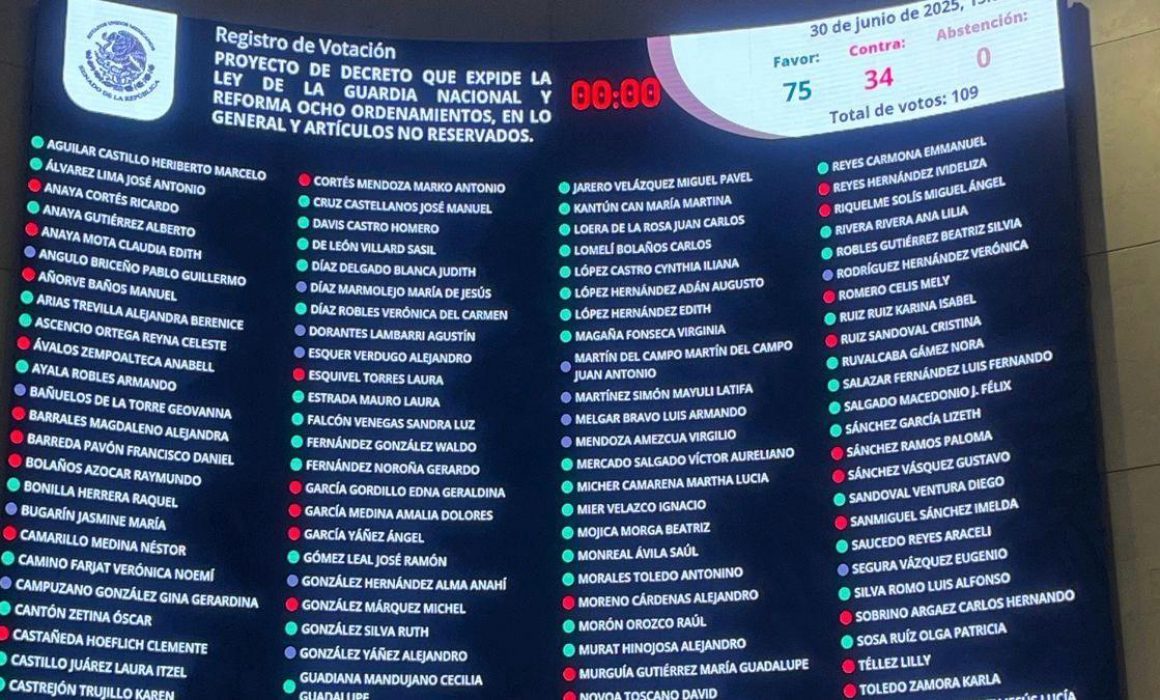 ESTADOS UNIDOS MEXICANOS
SENADO DE LA REPÚBLICA
Registro de Votación
PROYECTO DE DECRETO QUE EXPIDE LA
LEY DE LA GUARDIA NACIONAL Y
REFORMA OCHO ORDENAMIENTOS, EN LO
GENERAL Y ARTÍCULOS NO RESERVADOS.
00:00
30 de junio de 2025,
Favor:
75
Contra:
34
Abstención:
0
Total de votos: 109
AGUILAR CASTILLO HERIBERTO MARCELO
ÁLVAREZ LIMA JOSÉ ANTONIO
ANAYA CORTÉS RICARDO
ANAYA GUTIÉRREZ ALBERTO
ANAYA MOTA CLAUDIA EDITH
ANGULO BRICEÑO PABLO GUILLERMO
AÑORVE BAÑOS MANUEL
ARIAS TREVILLA ALEJANDRA BERENICE
ASCENCIO ORTEGA REYNA CELESTE
ÁVALOS ZEMPOALTECA ANABELL
AYALA ROBLES ARMANDO
BAÑUELOS DE LA TORRE GEOVANNA
BARRALES MAGDALENO ALEJANDRA
BARREDA PAVÓN FRANCISCO DANIEL
BOLAÑOS AZOCAR RAYMUNDO
BONILLA HERRERA RAQUEL
BUGARÍN JASMINE MARÍA
CAMARILLO MEDINA NÉSTOR
CAMINO FARJAT VERÓNICA NOEMÍ
CAMPUZANO GONZÁLEZ GINA GERARDINA
CANTÓN ZETINA ÓSCAR
CASTAÑEDA HOEFLICH CLEMENTE
CASTILLO JUÁREZ LAURA ITZEL
CASTREJÓN TRUJILLO KAREN
CORTÉS MENDOZA MARKO ANTONIO
CRUZ CASTELLANOS JOSÉ MANUEL
DAVIS CASTRO HOMERO
DE LEÓN VILLARD SASIL
DÍAZ DELGADO BLANCA JUDITH
DÍAZ MARMOLEJO MARÍA DE JESÚS
DÍAZ ROBLES VERÓNICA DEL CARMEN
DORANTES LAMBARRI AGUSTÍN
ESQUER VERDUGO ALEJANDRO
ESQUIVEL TORRES LAURA
ESTRADA MAURO LAURA
FALCÓN VENEGAS SANDRA LUZ
FERNÁNDEZ GONZÁLEZ WALDO
FERNÁNDEZ NOROÑA GERARDO
GARCÍA GORDILLO EDNA GERALDINA
GARCÍA MEDINA AMALIA DOLORES
GARCÍA YÁÑEZ ÁNGEL
GÓMEZ LEAL JOSÉ RAMÓN
GONZÁLEZ HERNÁNDEZ ALMA ANAHÍ
GONZÁLEZ MÁRQUEZ MICHEL
GONZÁLEZ SILVA RUTH
GONZÁLEZ YÁÑEZ ALEJANDRO
GUADIANA MANDUJANO CECILIA
GUADALUPE
JARERO VELÁZQUEZ MIGUEL PAVEL
KANTÚN CAN MARÍA MARTINA
LOERA DE LA ROSA JUAN CARLOS
LOMELÍ BOLAÑOS CARLOS
LÓPEZ CASTRO CYNTHIA ILIANA
LÓPEZ HERNÁNDEZ ADÁN AUGUSTO
LÓPEZ HERNÁNDEZ EDITH
MAGAÑA FONSECA VIRGINIA
MARTÍN DEL CAMPO MARTÍN DEL CAMPO
JUAN ANTONIO
MARTÍNEZ SIMÓN MAYULI LATIFA
MELGAR BRAVO LUIS ARMANDO
MENDOZA AMEZCUA VIRGILIO
MERCADO SALGADO VÍCTOR AURELIANO
MICHER CAMARENA MARTHA LUCIA
MIER VELAZCO IGNACIO
MOJICA MORGA BEATRIZ
MONREAL ÁVILA SAÚL
MORALES TOLEDO ANTONINO
MORENO CÁRDENAS ALEJANDRO
MORÓN OROZCO RAÚL
MURAT HINOJOSA ALEJANDRO
MURGUÍA GUTIÉRREZ MARÍA GUADALUPE
NOVOA TOSCANO DAVID
REYES CARMONA EMMANUEL
REYES HERNÁNDEZ IVIDELIZA
RIQUELME SOLÍS MIGUEL ÁNGEL
RIVERA RIVERA ANA LILIA
ROBLES GUTIÉRREZ BEATRIZ SILVIA
RODRÍGUEZ HERNÁNDEZ VERÓNICA
ROMERO CELIS MELY
RUIZ RUIZ KARINA ISABEL
RUIZ SANDOVAL CRISTINA
RUVALCABA GÁMEZ NORA
SALAZAR FERNÁNDEZ LUIS FERNANDO
SALGADO MACEDONIO J. FÉLIX
SÁNCHEZ GARCÍA LIZETH
SÁNCHEZ RAMOS PALOMA
SÁNCHEZ VÁSQUEZ GUSTAVO
SANDOVAL VENTURA DIEGO
SANMIGUEL SÁNCHEZ IMELDA
SAUCEDO REYES ARACELI
SEGURA VÁZQUEZ EUGENIO
SILVA ROMO LUIS ALFONSO
SOBRINO ARGAEZ CARLOS HERNANDO
SOSA RUÍZ OLGA PATRICIA
TÉLLEZ LILLY
TOLEDO ZAMORA KARLA
JESÚS LUCÍA